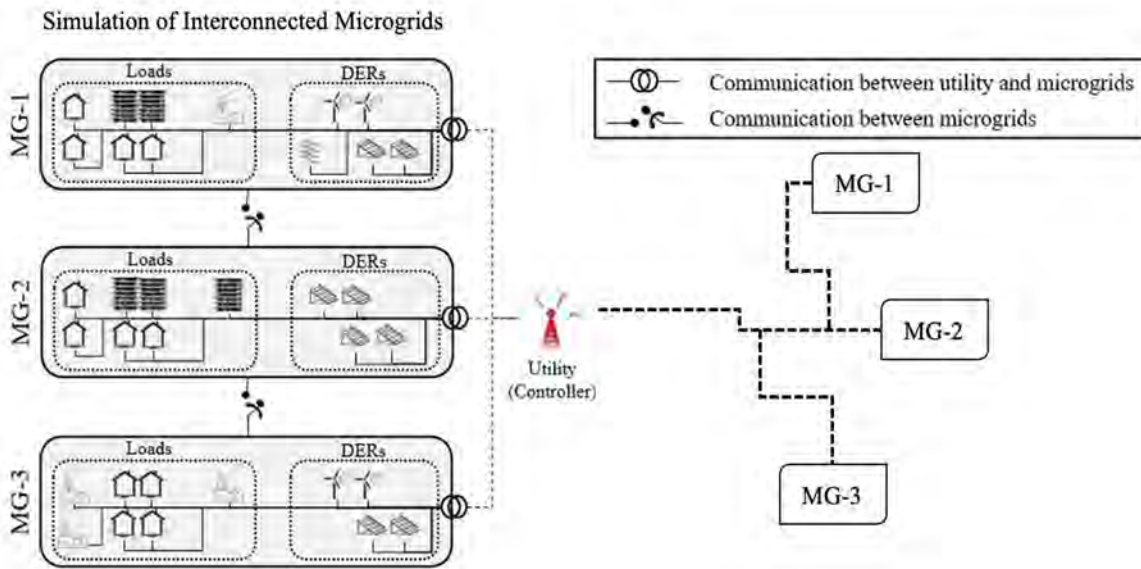 Simulation of Interconnected Microgrids
MG-1
Loads
DERs
MG-2
Loads
DERs
MG-3
Loads
DERs
Utility
(Controller)
Communication between utility and microgrids
Communication between microgrids
MG-1
MG-2
MG-3